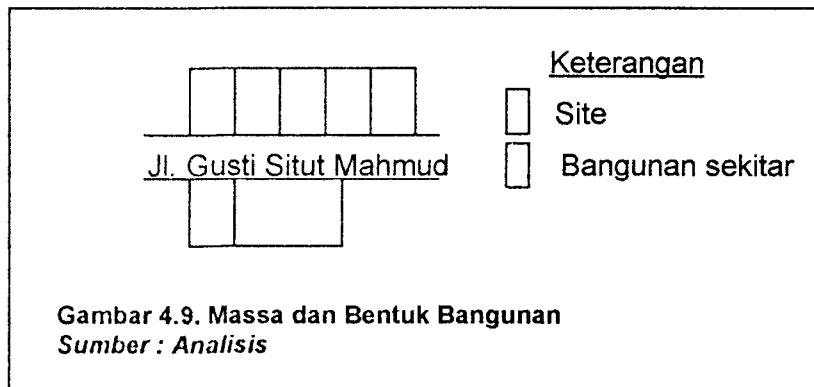 Keterangan
Site
Jl. Gusti Situt Mahmud
Bangunan sekitar
Gambar 4.9. Massa dan Bentuk Bangunan
Sumber : Analisis